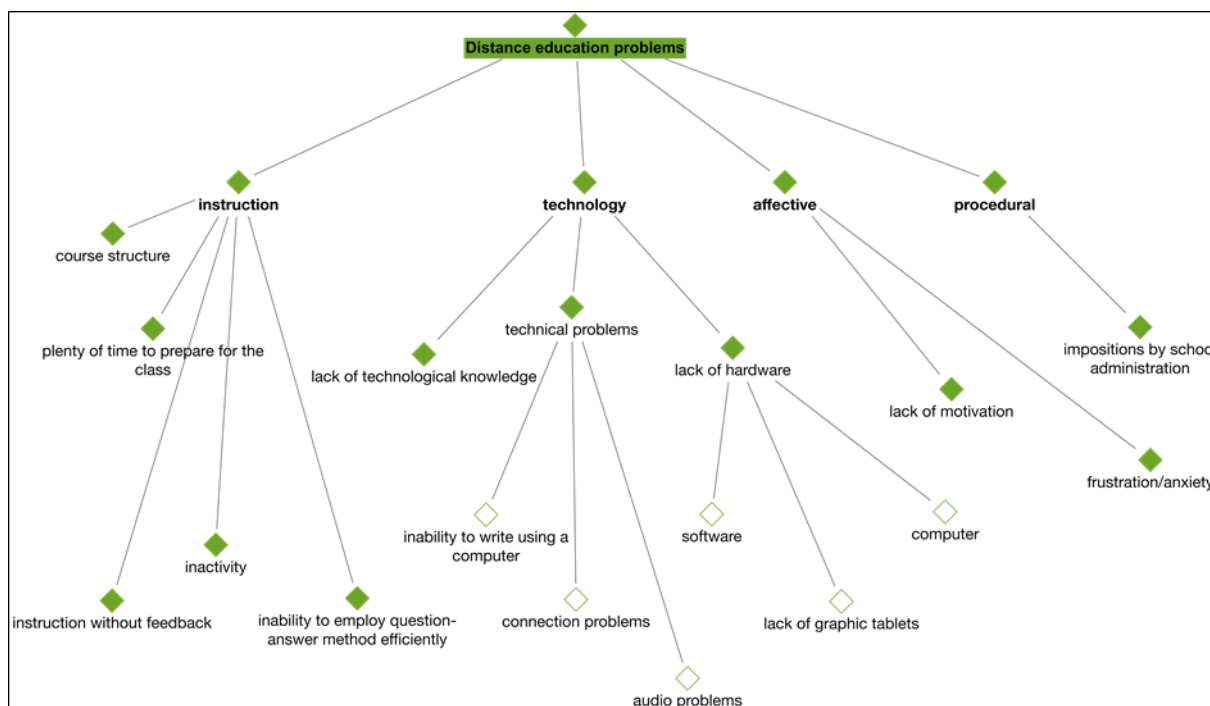 Distance education problems
instruction
technology
affective
procedural
course structure
plenty of time to prepare for the
class
technical problems
impositions by school
administration
lack of technological knowledge
lack of hardware
lack of motivation
frustration/anxiety
inability to write using a
computer
software
computer
inactivity
instruction without feedback
inability to employ question-
answer method efficiently
connection problems
lack of graphic tablets
audio problems